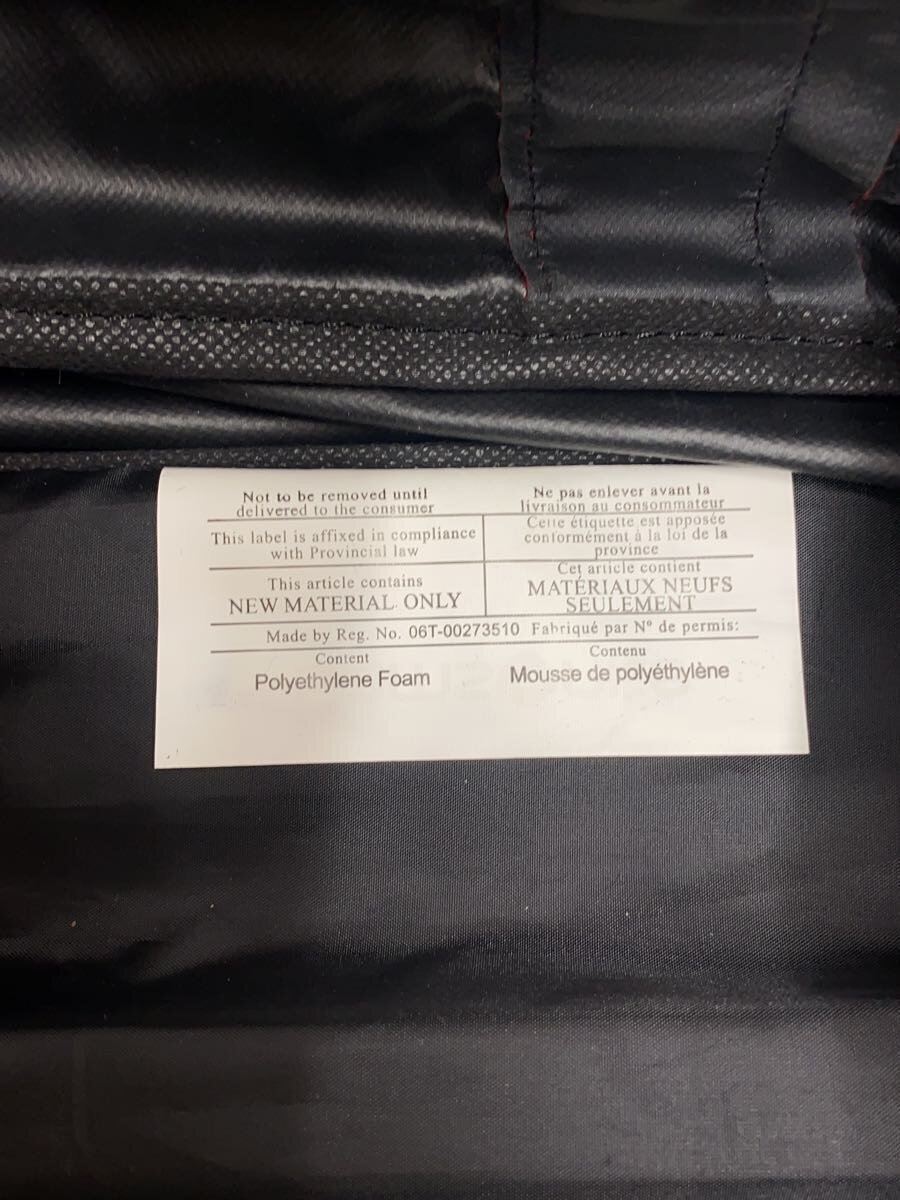 Not to be removed until
delivered to the consumer
Ne pas enlever avant la
livraison au consommateur
This label is affixed in compliance
with Provincial law
Cette étiquette est apposée
conformément à la loi de la
province
This article contains
NEW MATERIAL ONLY
Cet article contient
MATÉRIAUX NEUFS
SEULEMENT
Made by Reg. No. 06T-00273510 Fabriqué par Nº de permis:
Content
Polyethylene Foam
Contenu
Mousse de polyéthylène